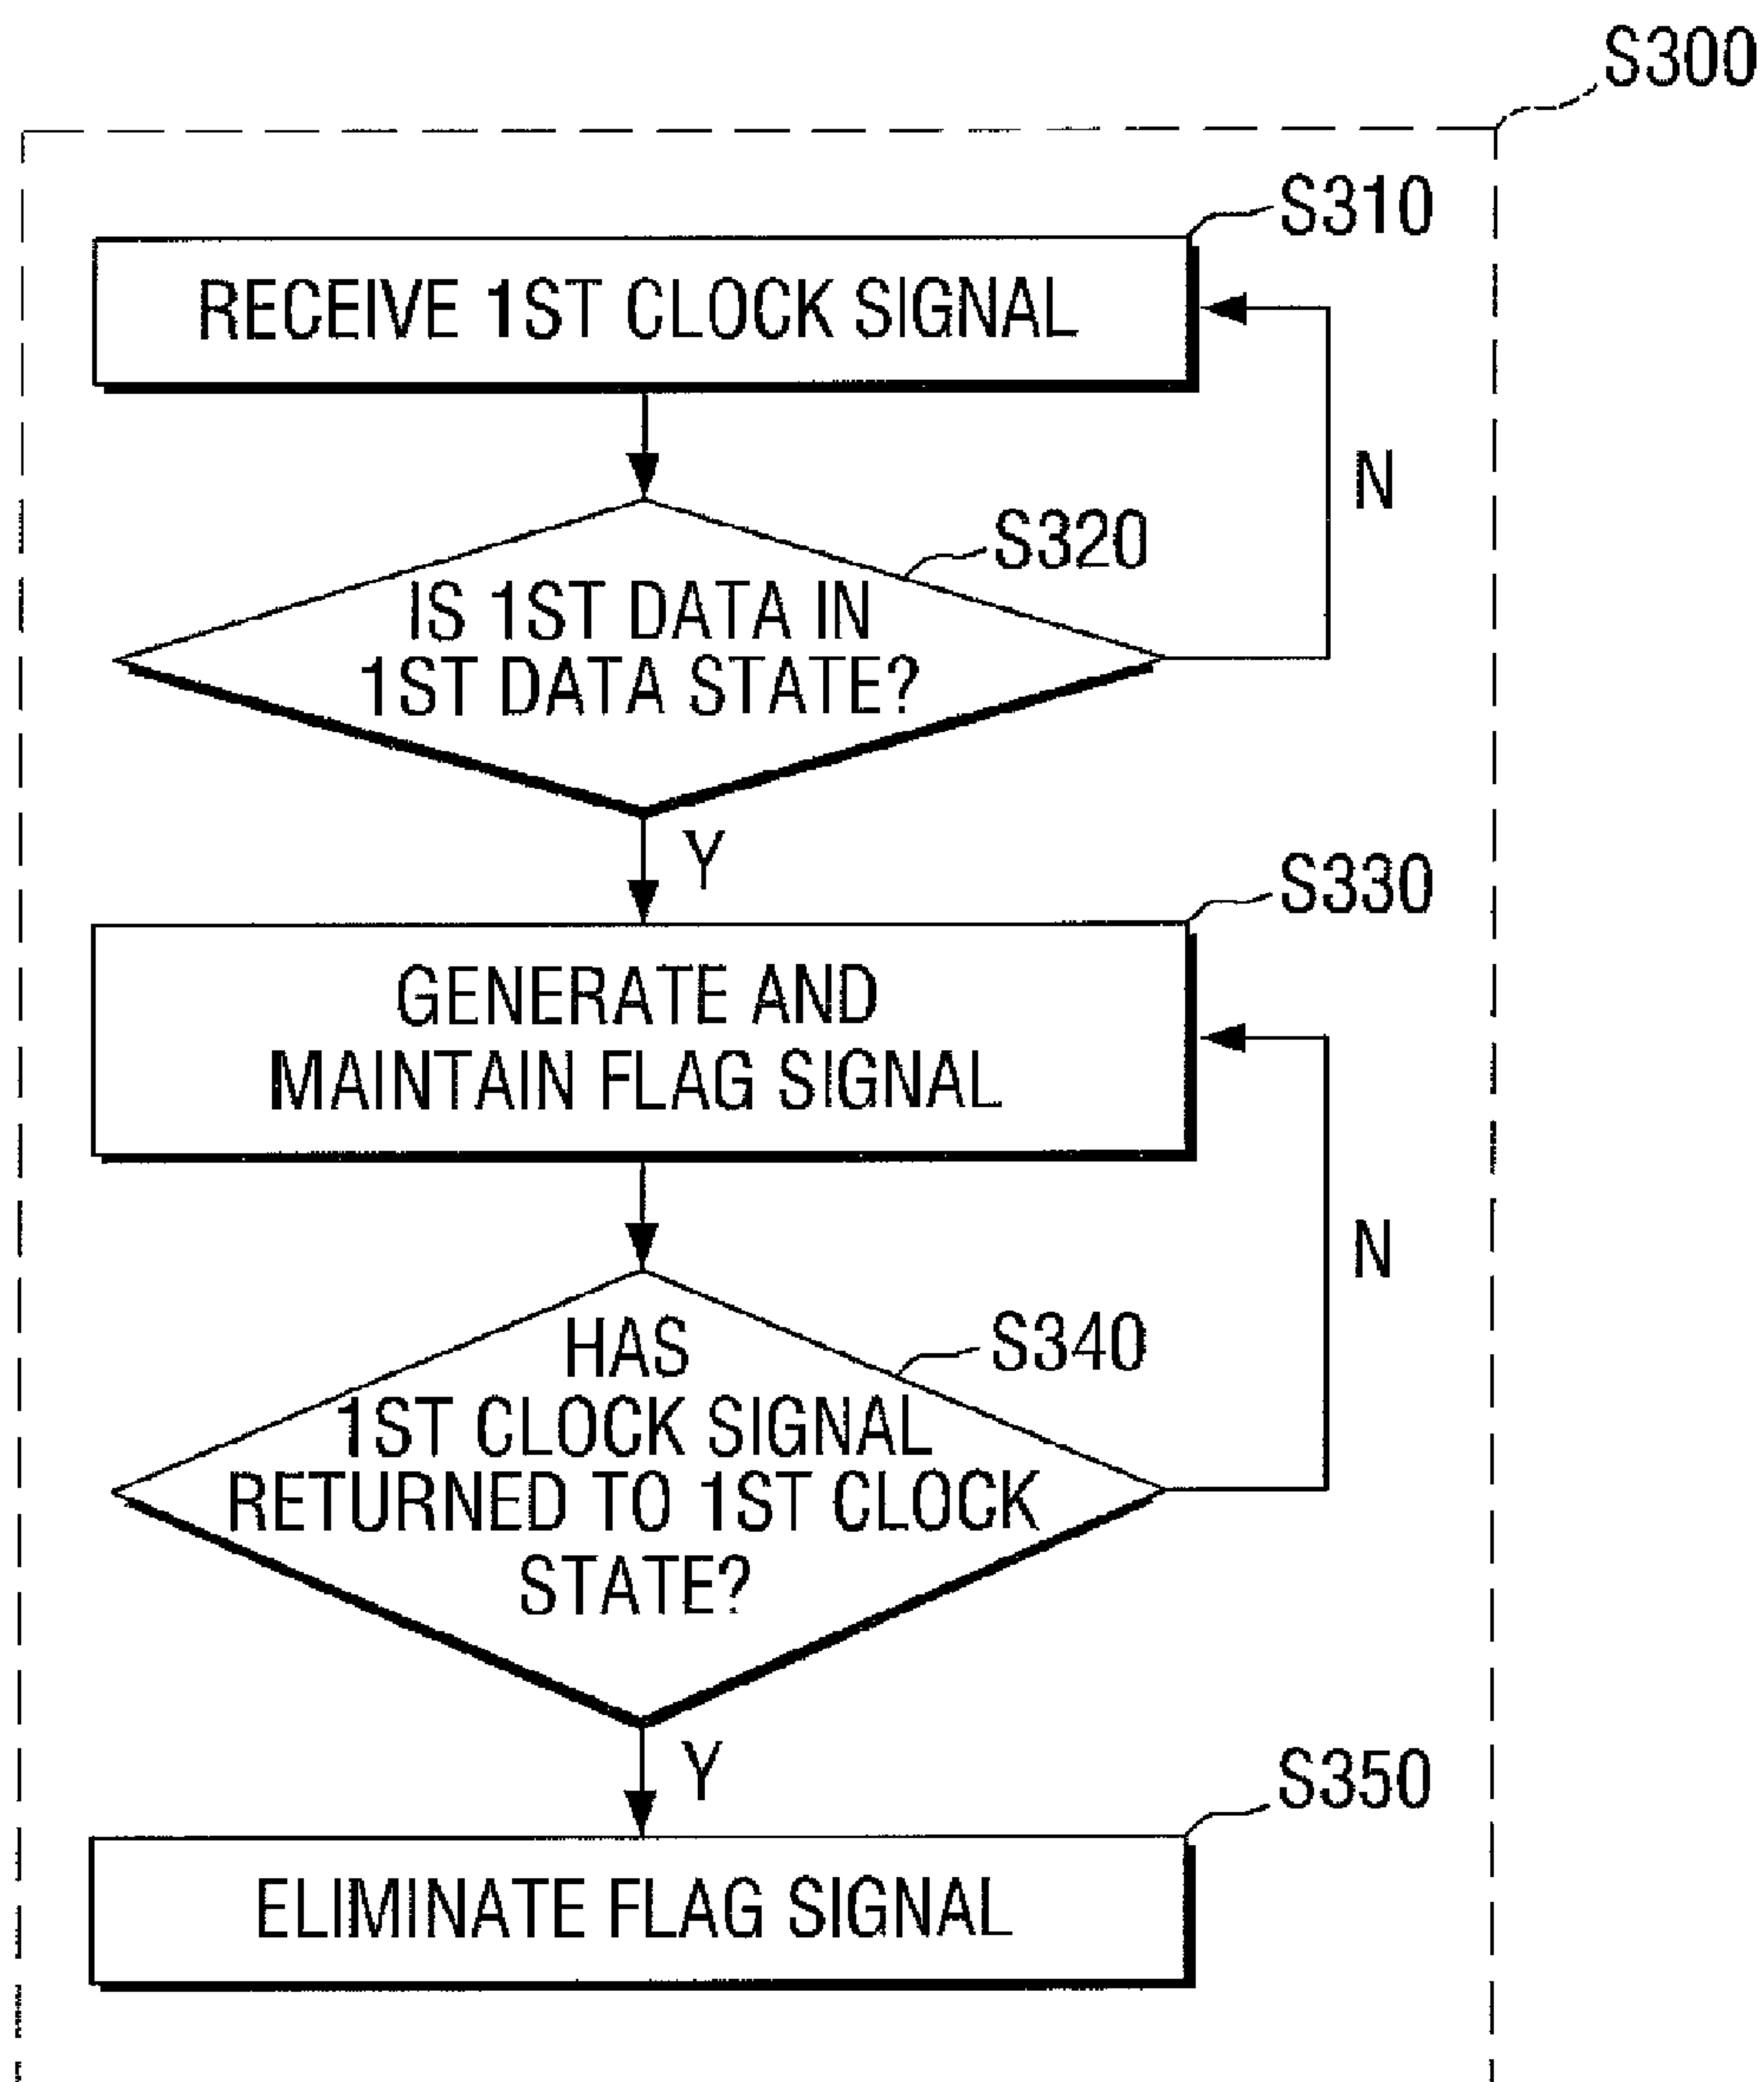 S300
S310
RECEIVE 1ST CLOCK SIGNAL
N
S320
IS 1ST DATA IN
1ST DATA STATE?
Y
S330
GENERATE AND
MAINTAIN FLAG SIGNAL
N
S340
HAS
1ST CLOCK SIGNAL
RETURNED TO 1ST CLOCK
STATE?
Y
S350
ELIMINATE FLAG SIGNAL